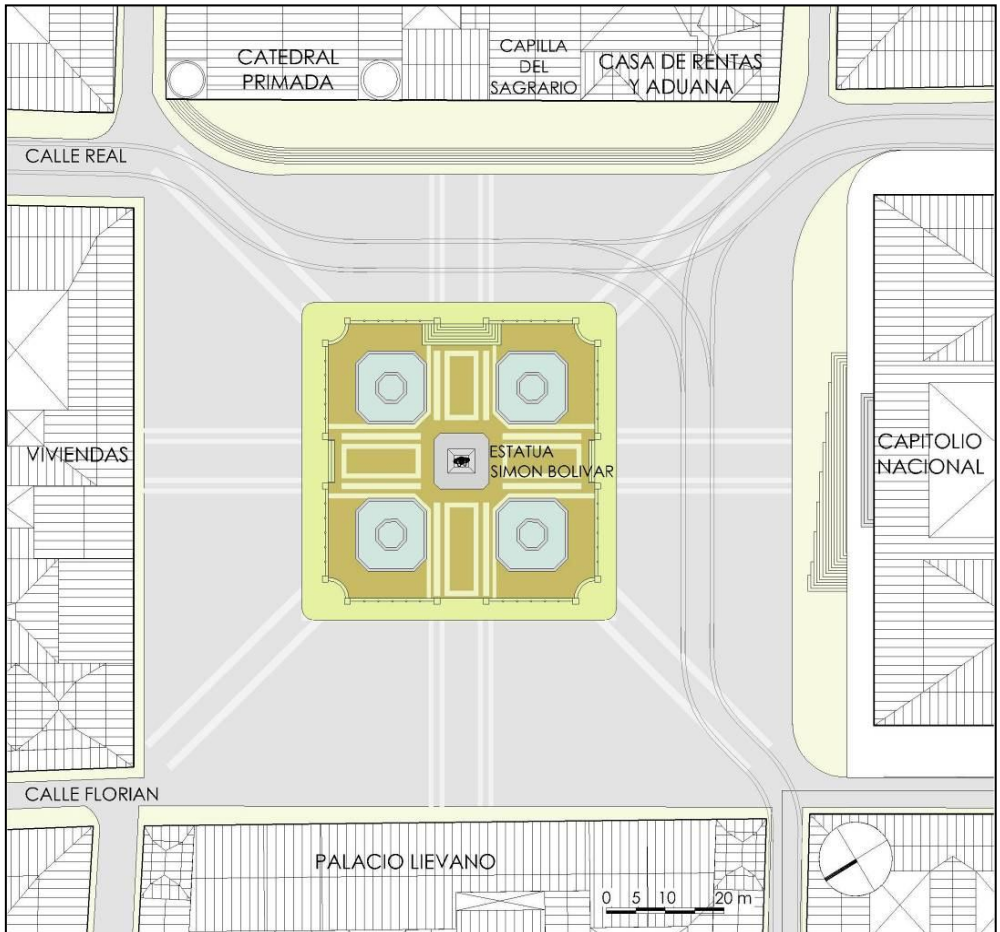 CATEDRAL
PRIMADA
CAPILLA
DEL
SAGRARIO
CASA DE RENTAS
Y ADUANA
CALLE REAL
VIVIENDAS
ESTATUA
SIMON BOLIVAR
CAPITOLIO
NACIONAL
CALLE FLORIAN
PALACIO LIEVANO
0 5 10 20 m